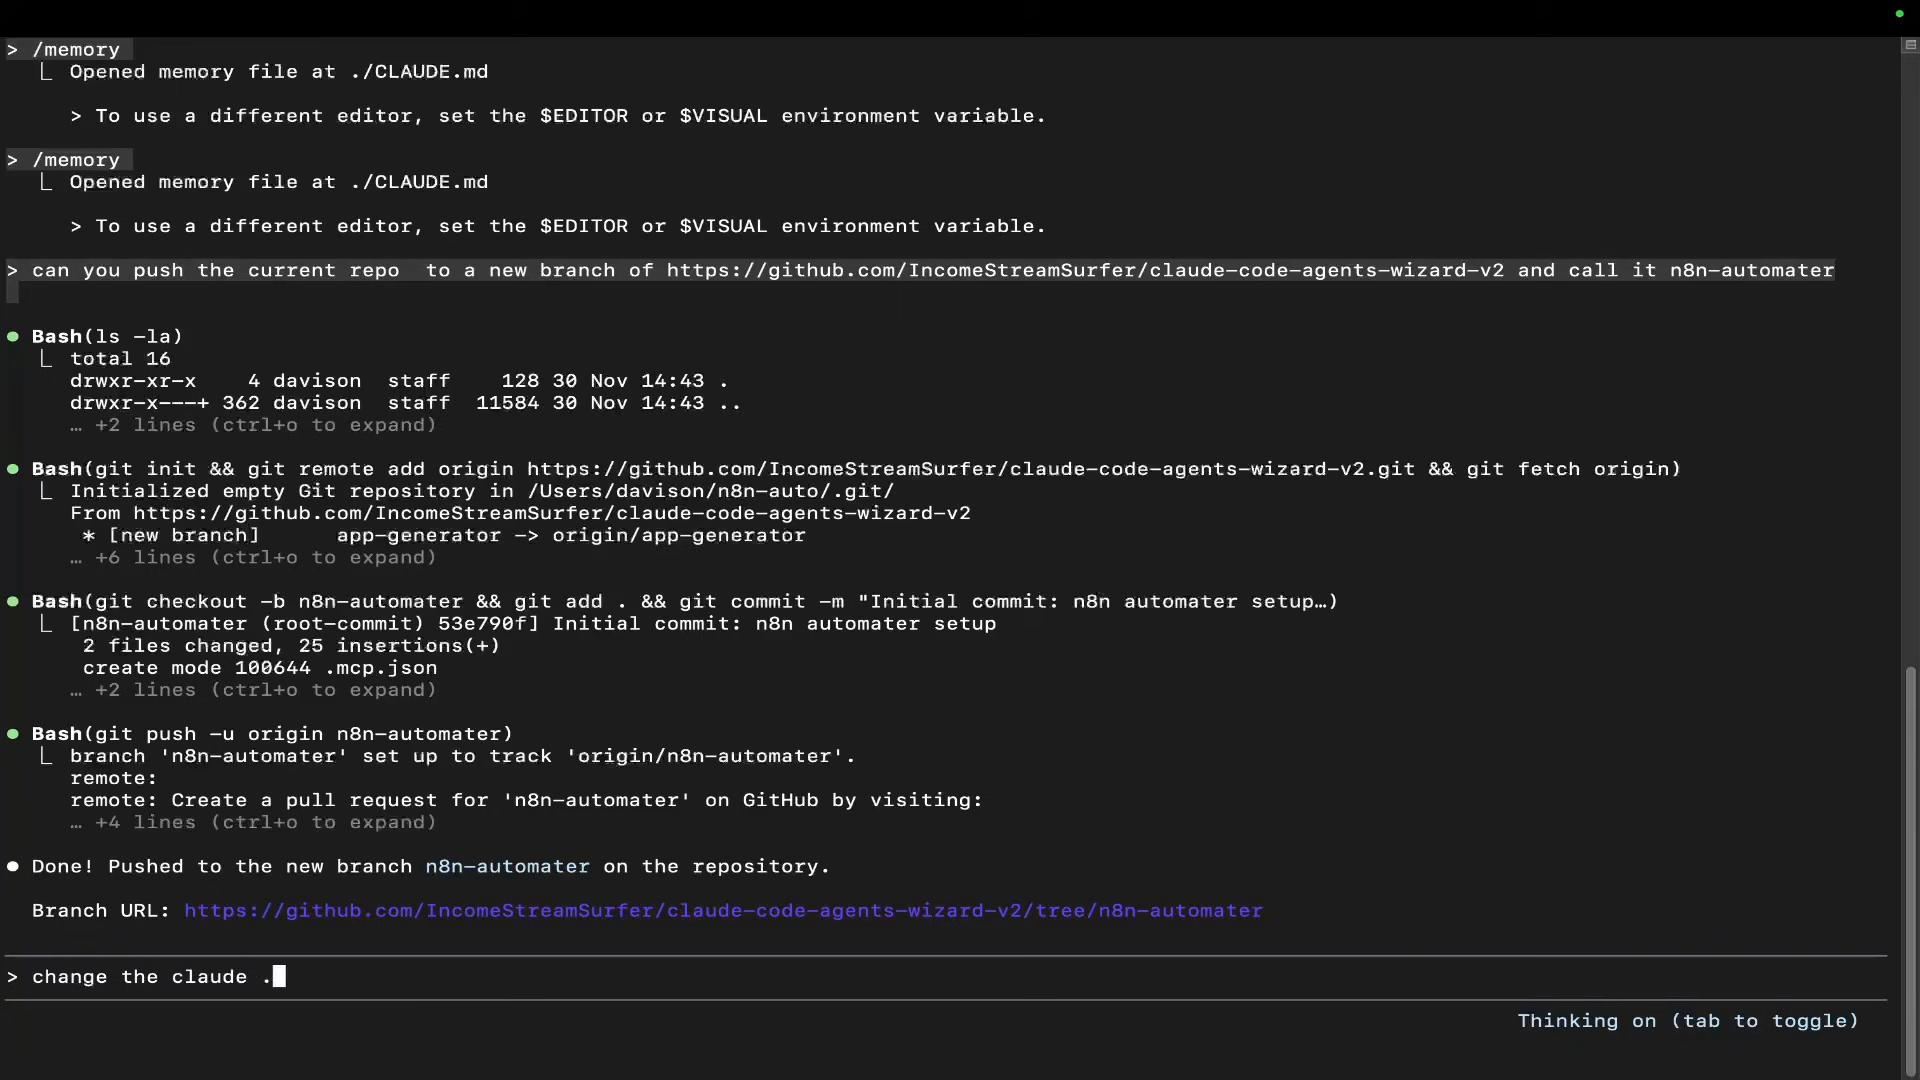 > /memory
⎿ Opened memory file at ./CLAUDE.md
> To use a different editor, set the $EDITOR or $VISUAL environment variable.
> /memory
⎿ Opened memory file at ./CLAUDE.md
> To use a different editor, set the $EDITOR or $VISUAL environment variable.
> can you push the current repo  to a new branch of https://github.com/IncomeStreamSurfer/claude-code-agents-wizard-v2 and call it n8n-automater
● Bash(ls -la)
⎿ total 16
drwxr-xr-x    4 davison  staff    128 30 Nov 14:43 .
drwxr-x---+ 362 davison  staff  11584 30 Nov 14:43 ..
… +2 lines (ctrl+o to expand)
● Bash(git init && git remote add origin https://github.com/IncomeStreamSurfer/claude-code-agents-wizard-v2.git && git fetch origin)
⎿ Initialized empty Git repository in /Users/davison/n8n-auto/.git/
From https://github.com/IncomeStreamSurfer/claude-code-agents-wizard-v2
* [new branch]      app-generator -> origin/app-generator
… +6 lines (ctrl+o to expand)
● Bash(git checkout -b n8n-automater && git add . && git commit -m "Initial commit: n8n automater setup…)
⎿ [n8n-automater (root-commit) 53e790f] Initial commit: n8n automater setup
2 files changed, 25 insertions(+)
create mode 100644 .mcp.json
… +2 lines (ctrl+o to expand)
● Bash(git push -u origin n8n-automater)
⎿ branch 'n8n-automater' set up to track 'origin/n8n-automater'.
remote:
remote: Create a pull request for 'n8n-automater' on GitHub by visiting:
… +4 lines (ctrl+o to expand)
● Done! Pushed to the new branch n8n-automater on the repository.
Branch URL: https://github.com/IncomeStreamSurfer/claude-code-agents-wizard-v2/tree/n8n-automater
> change the claude .
Thinking on (tab to toggle)